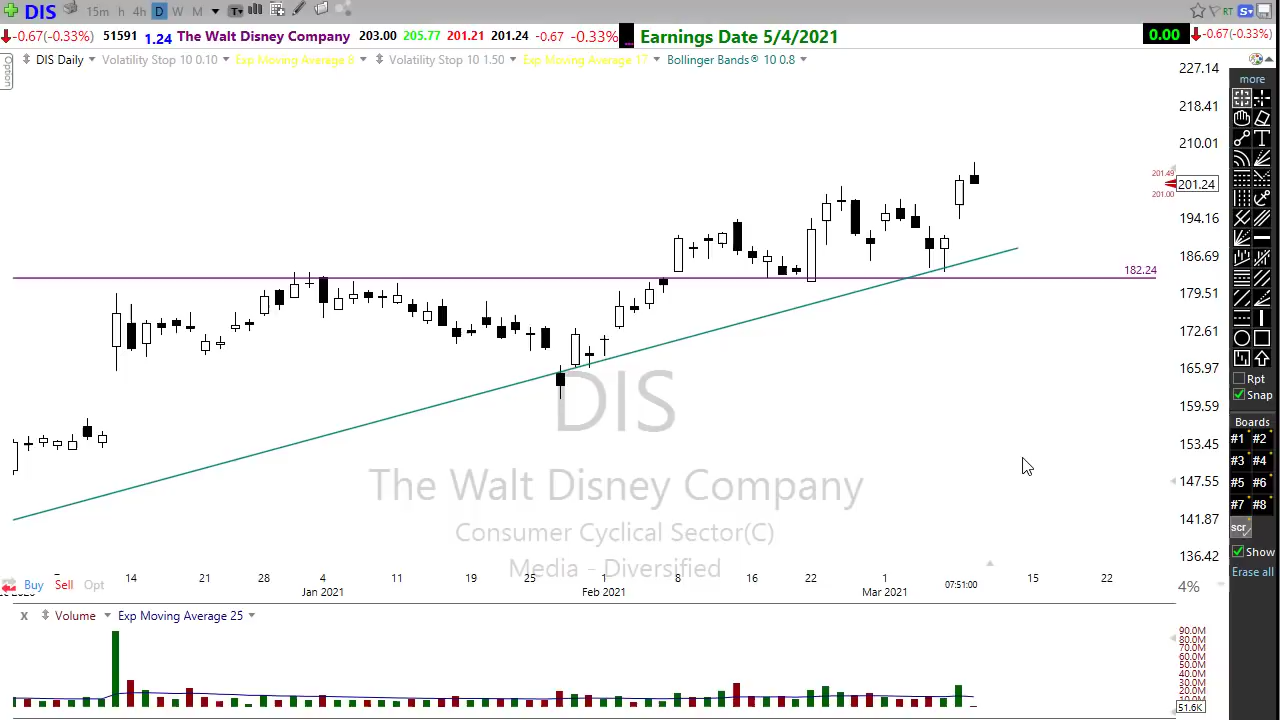 DIS 15m h 4h D W M T RT S
-0.67(-0.33%) 51591 1.24 The Walt Disney Company 203.00 205.77 201.21 201.24 -0.67 -0.33% Earnings Date 5/4/2021 0.00 -0.67(-0.33%)
Option DIS Daily Volatility Stop 10 0.10 Exp Moving Average 8 Volatility Stop 10 1.50 Exp Moving Average 17 Bollinger Bands® 10 0.8
227.14
more
218.41
210.01
201.49
201.24
201.00
194.16
186.69
182.24
179.51
172.61
165.97
Rpt
Snap
159.59
Boards
#1 #2
153.45
#3 #4
147.55
#5 #6
#7 #8
141.87
scr
136.42
Show
Erase all
DIS
The Walt Disney Company
Consumer Cyclical Sector(C)
Media - Diversified
Buy Sell Opt
14 21 28 4 11 19 25 1 8 16 22 1 07:51:00 15 22
4%
Jan 2021 Feb 2021 March 2021
X Volume Exp Moving Average 25
90.0M
80.0M
70.0M
60.0M
50.0M
40.0M
30.0M
20.0M
51.6K